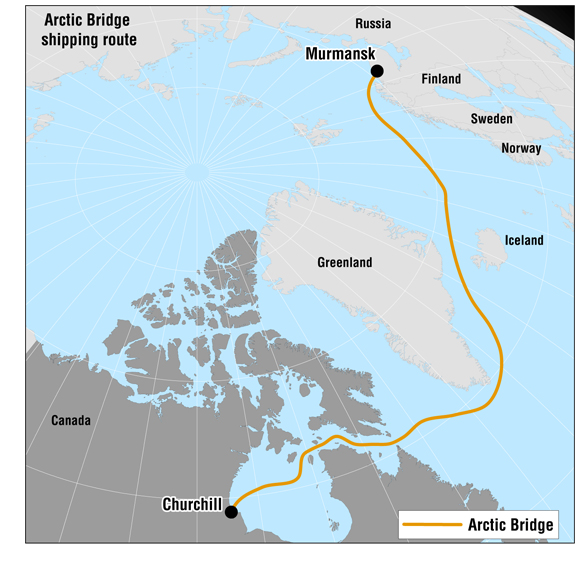 Arctic Bridge
shipping route
Russia
Murmansk
Finland
Sweden
Norway
Iceland
Greenland
Canada
Churchill
Arctic Bridge